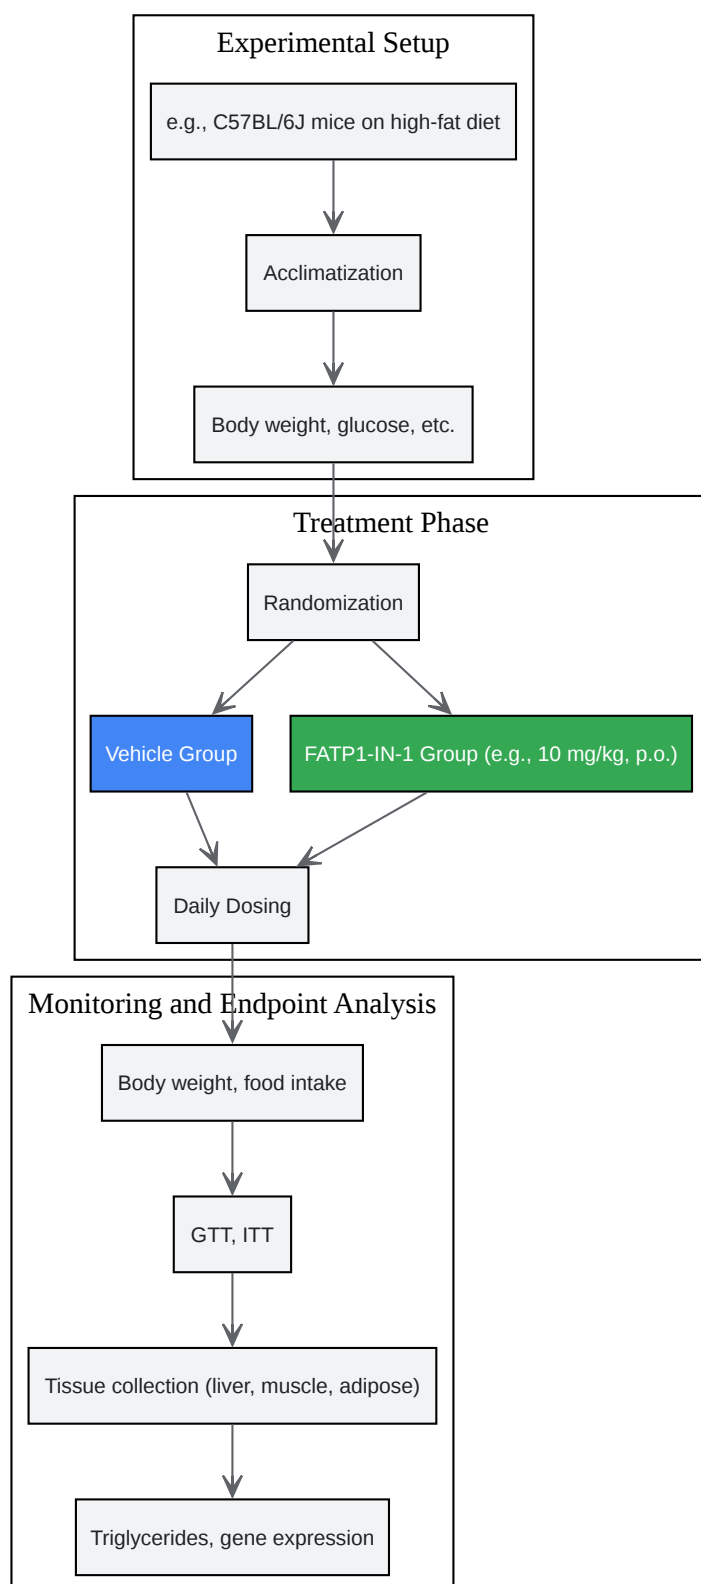 Experimental Setup
e.g., C57BL/6J mice on high-fat diet
Acclimatization
Body weight, glucose, etc.
Treatment Phase
Randomization
Vehicle Group
FATP1-IN-1 Group (e.g., 10 mg/kg, p.o.)
Daily Dosing
Monitoring and Endpoint Analysis
Body weight, food intake
GTT, ITT
Tissue collection (liver, muscle, adipose)
Triglycerides, gene expression